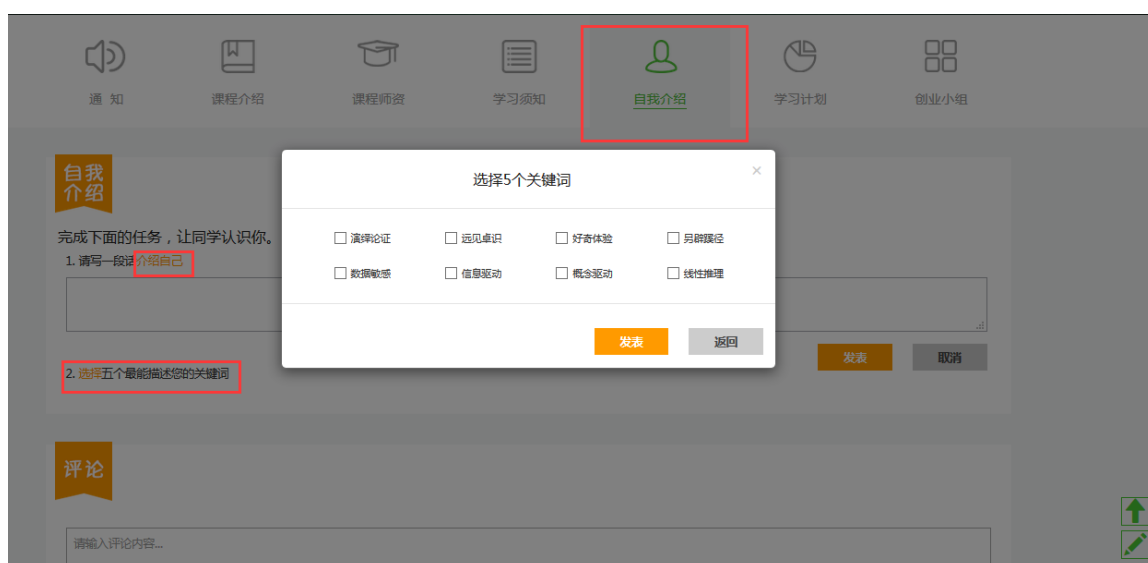 通 知 课程介绍 课程师资 学习须知 自我介绍 学习计划 创业小组
自我
介绍
选择5个关键词 ×
完成下面的任务，让同学认识你。
1. 请写一段话介绍自己
演绎论证 远见卓识 好奇体验 另辟蹊径
数据敏感 信息驱动 概念驱动 线性推理
发表 返回
发表 取消
2. 选择五个最能描述您的关键词
评论
请输入评论内容...